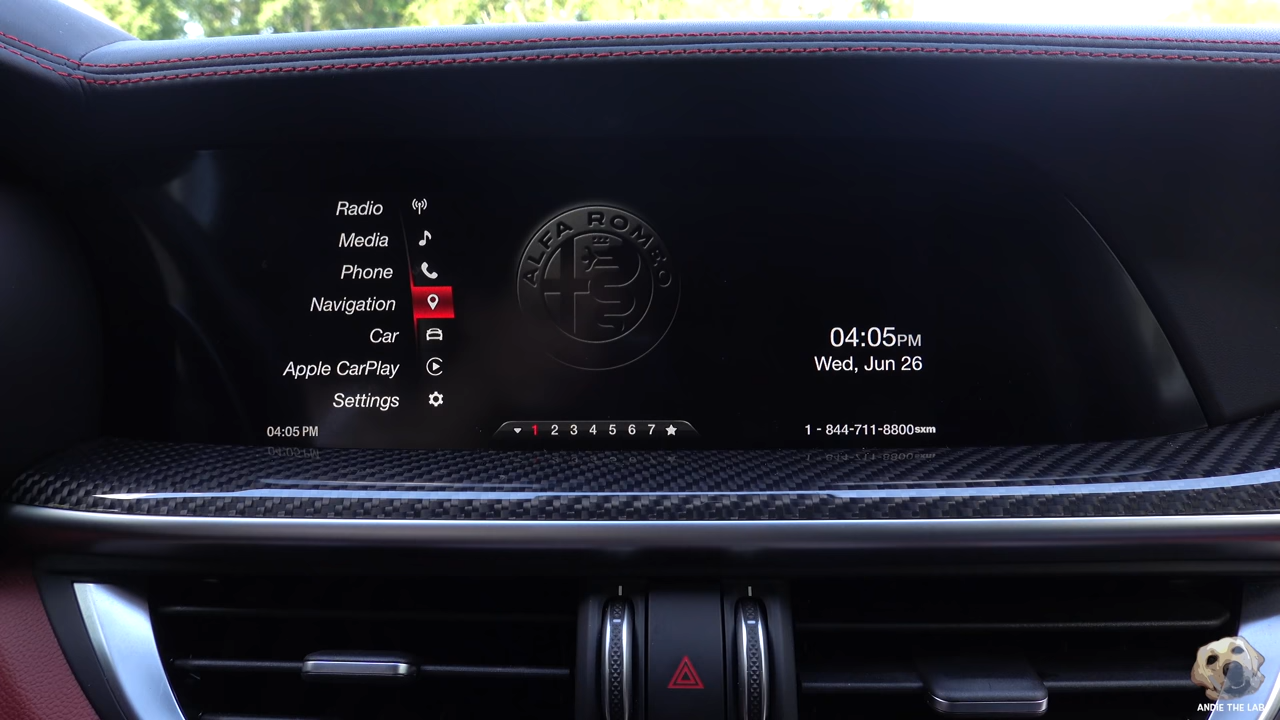 Radio
Media
Phone
Navigation
Car
Apple CarPlay
Settings
04:05 PM
ALFA ROMEO
1 2 3 4 5 6 7
04:05PM
Wed, Jun 26
1 - 844-711-8800sxm
ANDIE THE LAB